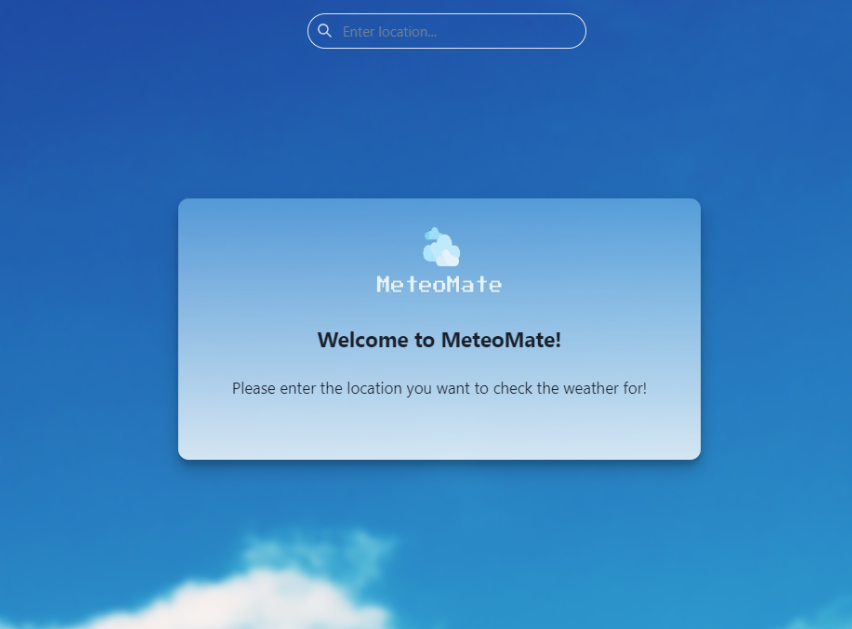 Enter location...
MeteoMate
Welcome to MeteoMate!
Please enter the location you want to check the weather for!